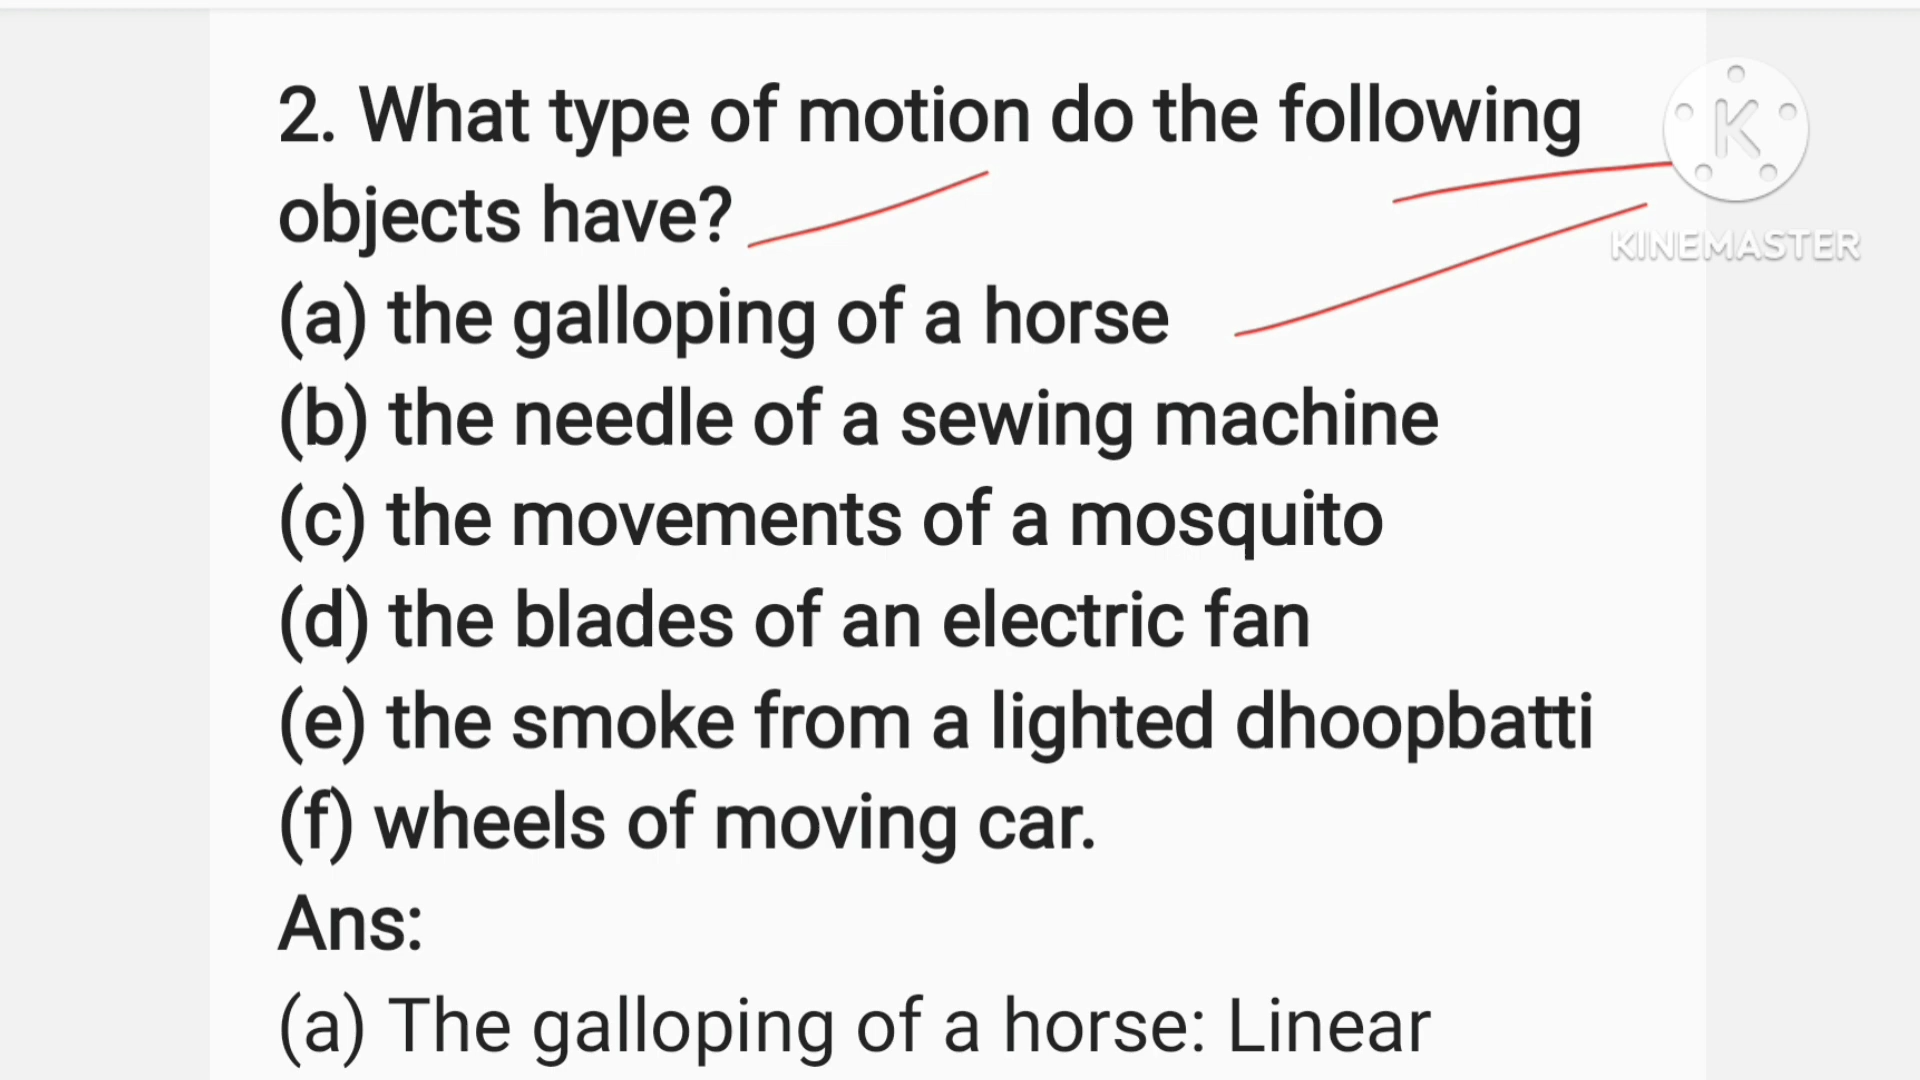 2. What type of motion do the following
objects have?
(a) the galloping of a horse
(b) the needle of a sewing machine
(c) the movements of a mosquito
(d) the blades of an electric fan
(e) the smoke from a lighted dhoopbatti
(f) wheels of moving car.
Ans:
(a) The galloping of a horse: Linear
K
KINEMASTER